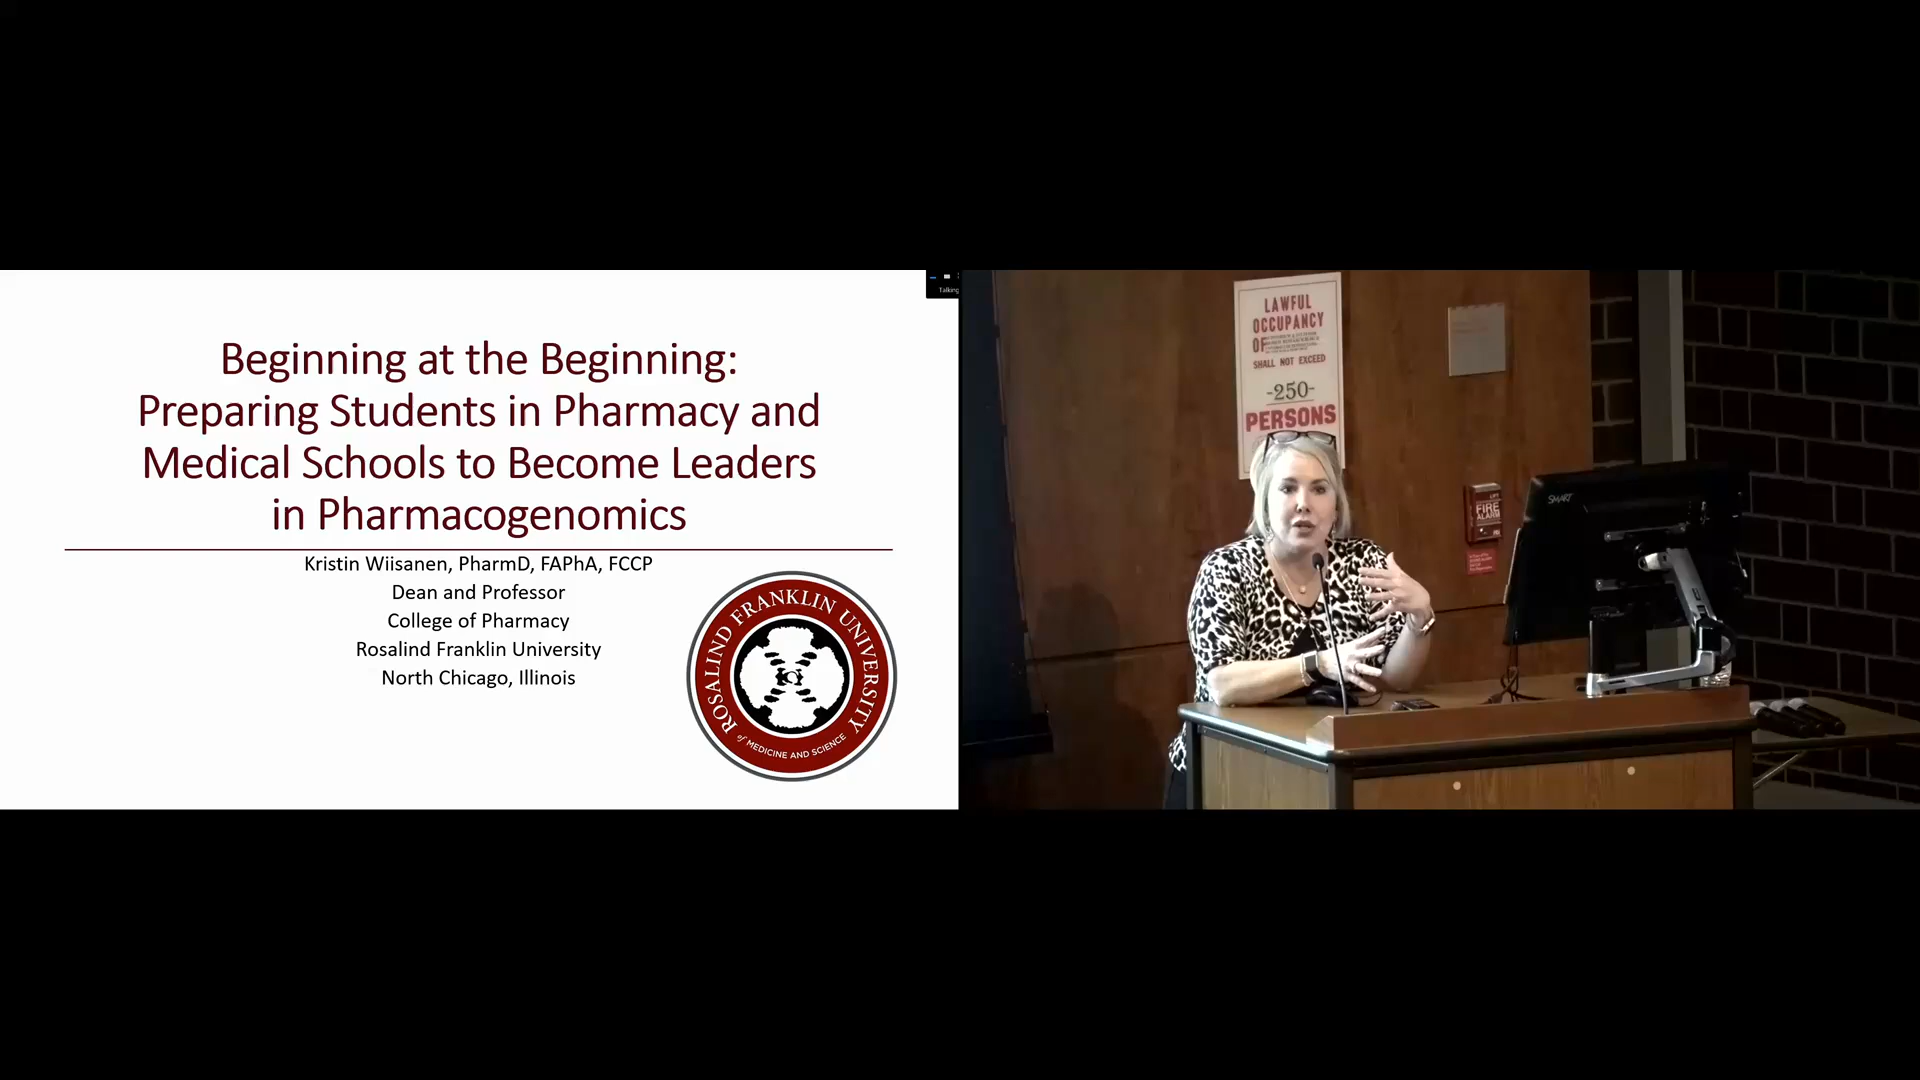 Beginning at the Beginning:
Preparing Students in Pharmacy and
Medical Schools to Become Leaders
in Pharmacogenomics
Kristin Wiisanen, PharmD, FAPhA, FCCP
Dean and Professor
College of Pharmacy
Rosalind Franklin University
North Chicago, Illinois
ROSALIND FRANKLIN UNIVERSITY
of MEDICINE AND SCIENCE
Talking
LAWFUL
OCCUPANCY
OF
SHALL NOT EXCEED
-250-
PERSONS
SMART
FIRE
ALARM